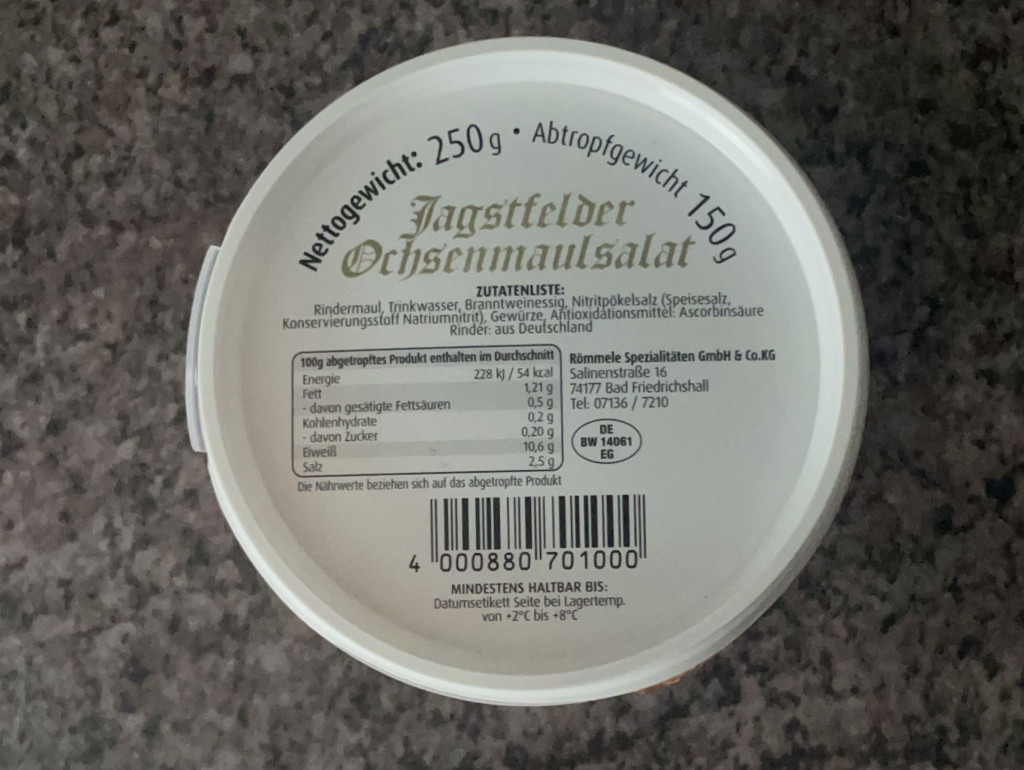 Nettogewicht: 250g • Abtropfgewicht 150g
Jagstfelder
Ochsenmaulsalat
ZUTATENLISTE:
Rindermaul, Trinkwasser, Branntweinessig, Nitritpökelsalz (Speisesalz,
Konservierungsstoff Natriumnitrit), Gewürze, Antioxidationsmittel: Ascorbinsäure
Rinder: aus Deutschland
100g abgetropftes Produkt enthalten im Durchschnitt
Energie 228 kJ / 54 kcal
Fett 1,21 g
- davon gesätigte Fettsäuren 0,5 g
Kohlenhydrate 0,2 g
- davon Zucker 0,20 g
Eiweiß 10,6 g
Salz 2,5 g
Die Nährwerte beziehen sich auf das abgetropfte Produkt
Römmele Spezialitäten GmbH & Co.KG
Salinenstraße 16
74177 Bad Friedrichshall
Tel: 07136 / 7210
DE
BW 14061
EG
4 000880 701000
MINDESTENS HALTBAR BIS:
Datumsetikett Seite bei Lagertemp.
von +2°C bis +8°C